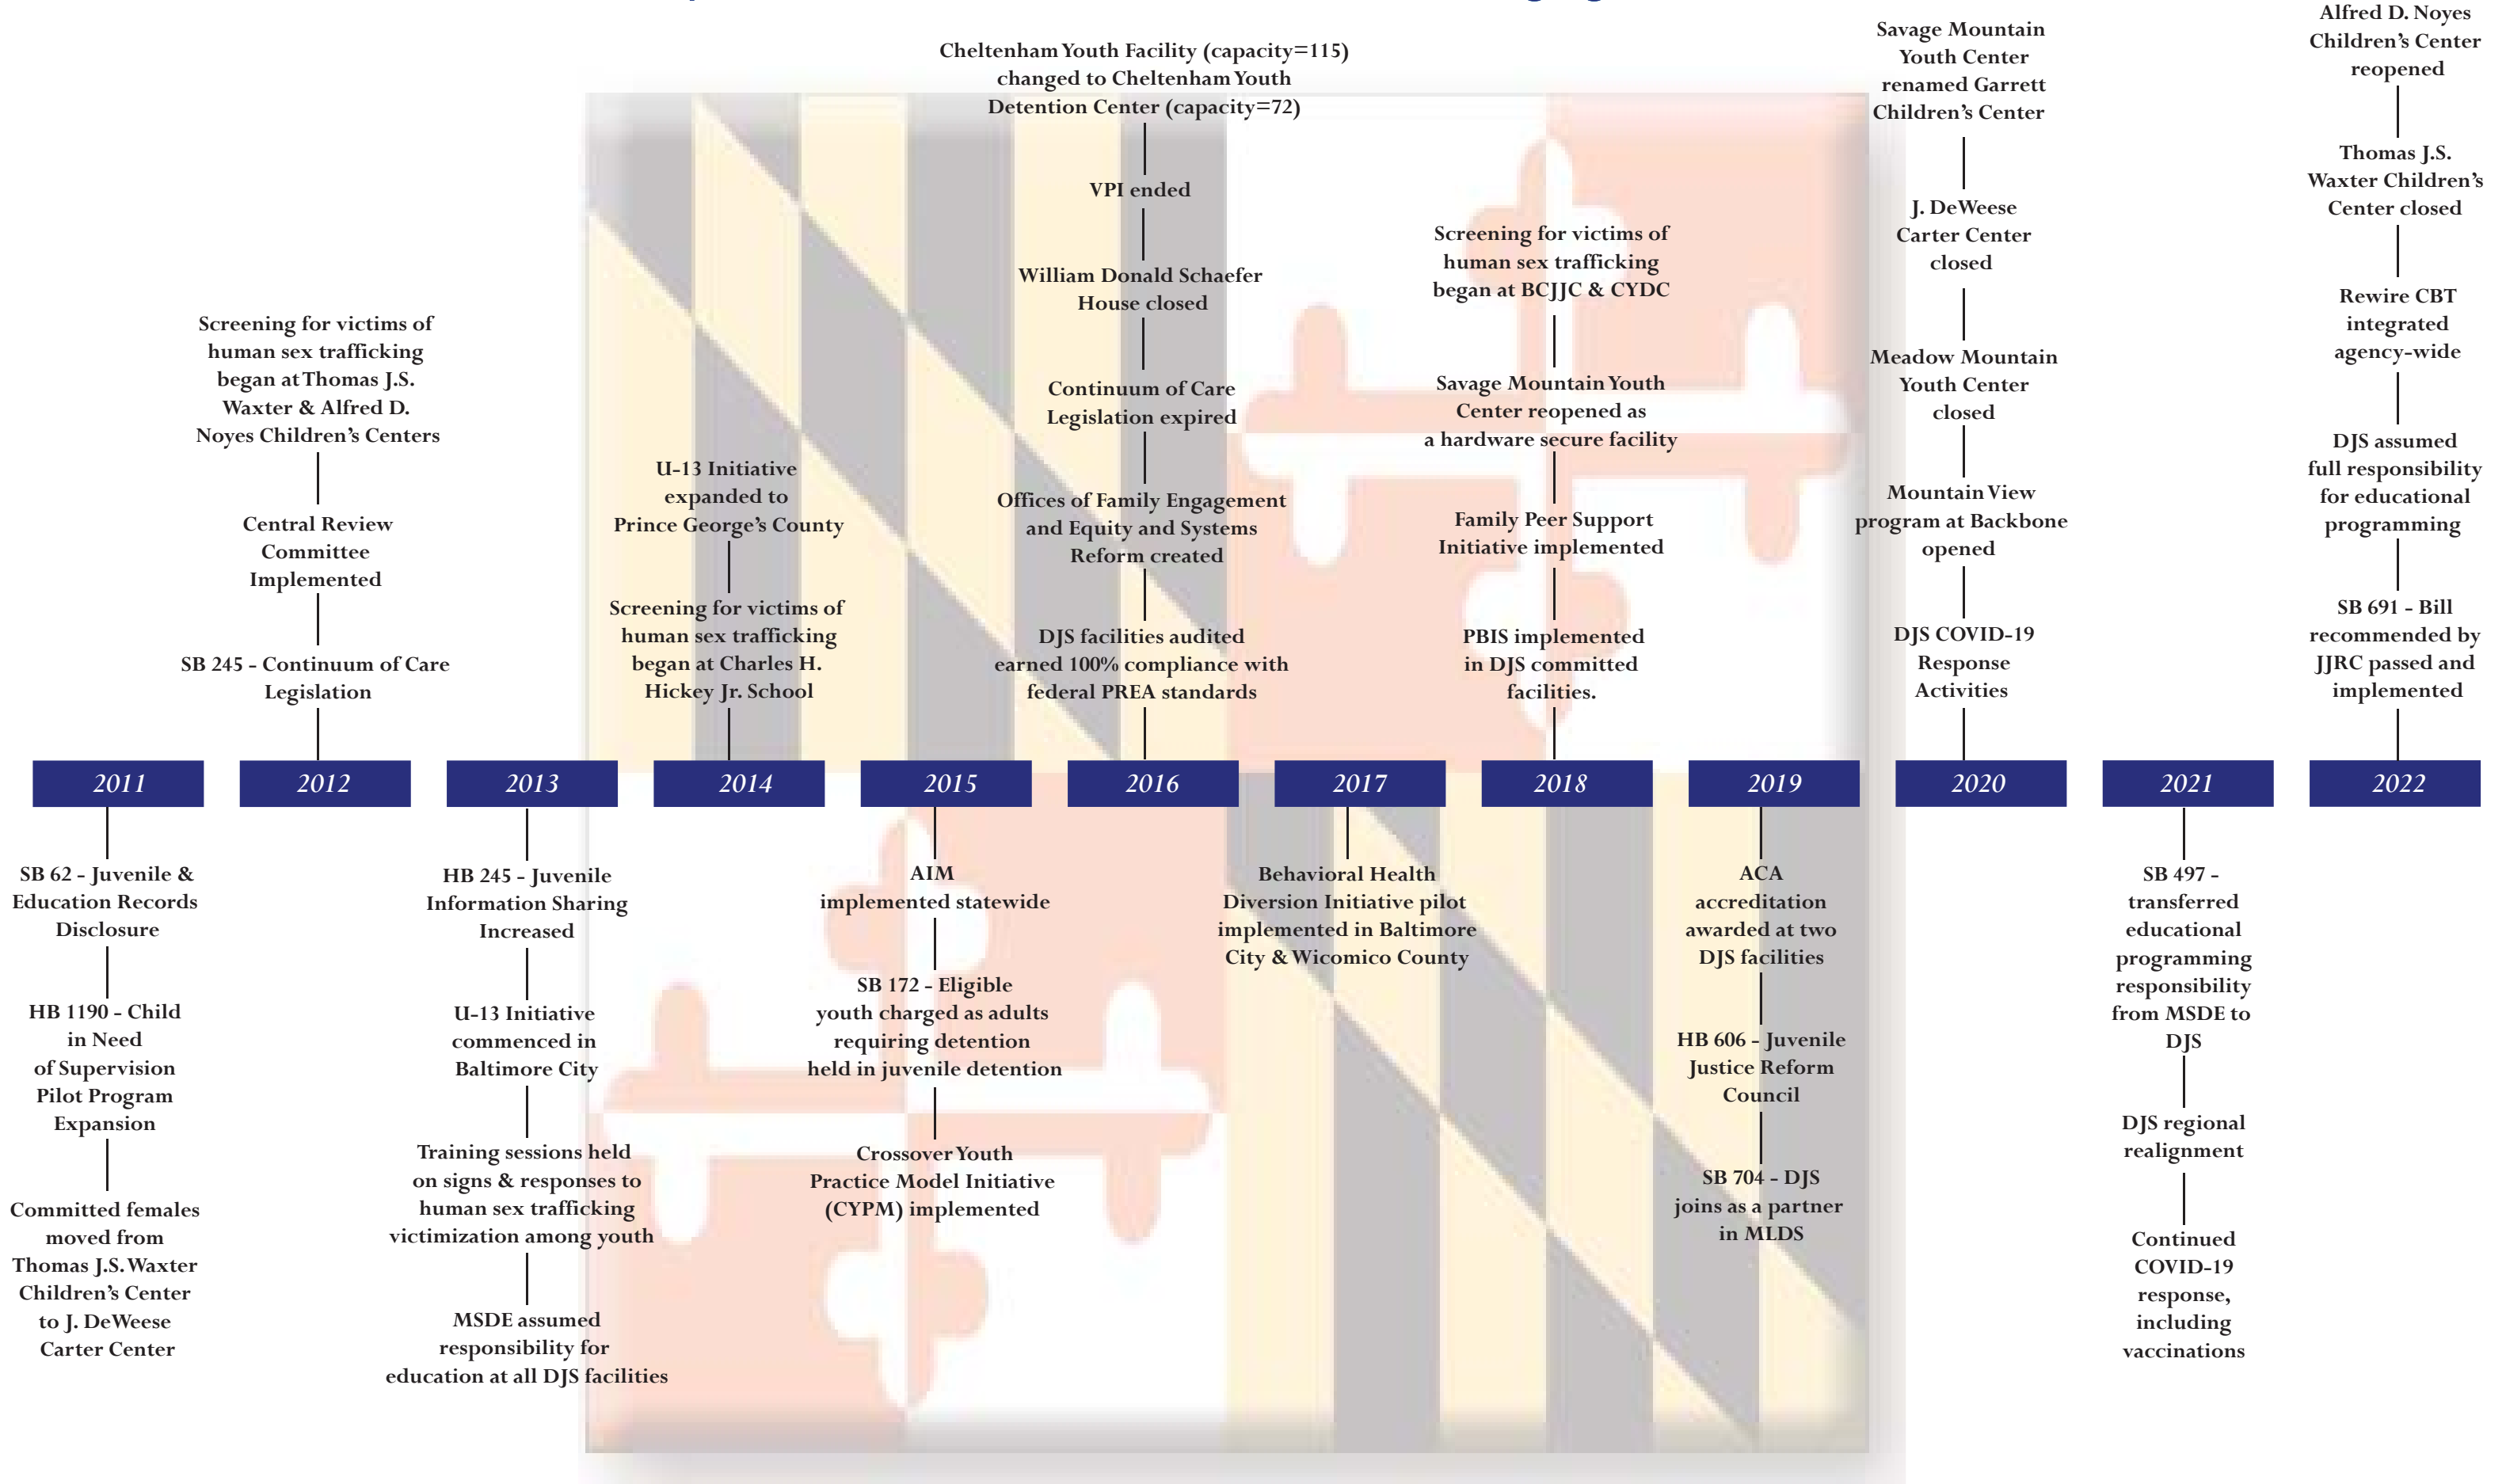 Cheltenham Youth Facility (capacity=115)
changed to Cheltenham Youth
Detention Center (capacity=72)
VPI ended
William Donald Schaefer
House closed
Continuum of Care
Legislation expired
Offices of Family Engagement
and Equity and Systems
Reform created
DJS facilities audited
earned 100% compliance with
federal PREA standards
Savage Mountain
Youth Center
renamed Garrett
Children’s Center
J. DeWeese
Carter Center
closed
Meadow Mountain
Youth Center
closed
Mountain View
program at Backbone
opened
DJS COVID-19
Response
Activities
Alfred D. Noyes
Children’s Center
reopened
Thomas J.S.
Waxter Children’s
Center closed
Rewire CBT
integrated
agency-wide
DJS assumed
full responsibility
for educational
programming
SB 691 - Bill
recommended by
JJRC passed and
implemented
Screening for victims of
human sex trafficking
began at Thomas J.S.
Waxter & Alfred D.
Noyes Children’s Centers
Central Review
Committee
Implemented
SB 245 - Continuum of Care
Legislation
U-13 Initiative
expanded to
Prince George’s County
Screening for victims of
human sex trafficking
began at Charles H.
Hickey Jr. School
Screening for victims of
human sex trafficking
began at BCJJC & CYDC
Savage Mountain Youth
Center reopened as
a hardware secure facility
Family Peer Support
Initiative implemented
PBIS implemented
in DJS committed
facilities.
2011
2012
2013
2014
2015
2016
2017
2018
2019
2020
2021
2022
SB 62 - Juvenile &
Education Records
Disclosure
HB 1190 - Child
in Need
of Supervision
Pilot Program
Expansion
Committed females
moved from
Thomas J.S. Waxter
Children’s Center
to J. DeWeese
Carter Center
HB 245 - Juvenile
Information Sharing
Increased
U-13 Initiative
commenced in
Baltimore City
Training sessions held
on signs & responses to
human sex trafficking
victimization among youth
MSDE assumed
responsibility for
education at all DJS facilities
AIM
implemented statewide
SB 172 - Eligible
youth charged as adults
requiring detention
held in juvenile detention
Crossover Youth
Practice Model Initiative
(CYPM) implemented
Behavioral Health
Diversion Initiative pilot
implemented in Baltimore
City & Wicomico County
ACA
accreditation
awarded at two
DJS facilities
HB 606 - Juvenile
Justice Reform
Council
SB 704 - DJS
joins as a partner
in MLDS
SB 497 -
transferred
educational
programming
responsibility
from MSDE to
DJS
DJS regional
realignment
Continued
COVID-19
response,
including
vaccinations